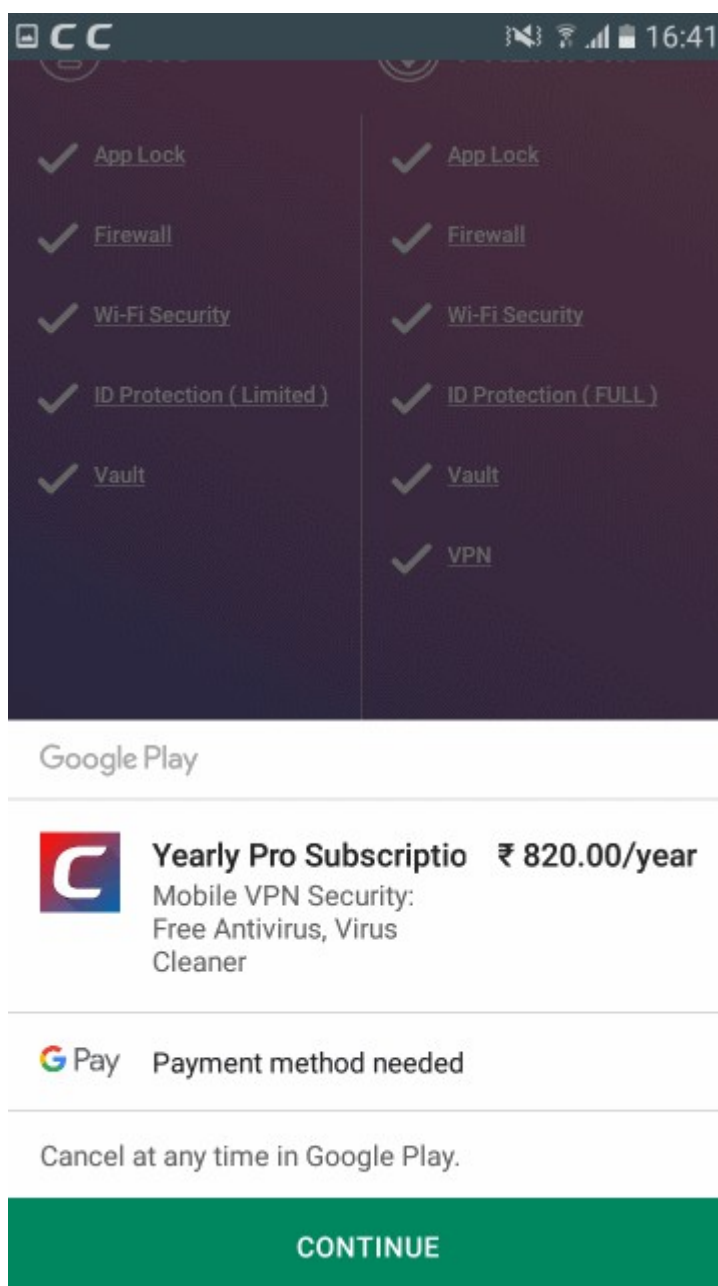 C C 16:41
App Lock App Lock
Firewall Firewall
Wi-Fi Security Wi-Fi Security
ID Protection ( Limited ) ID Protection ( FULL )
Vault Vault
VPN
Google Play
C Yearly Pro Subscriptio ₹ 820.00/year
Mobile VPN Security:
Free Antivirus, Virus
Cleaner
G Pay Payment method needed
Cancel at any time in Google Play.
CONTINUE